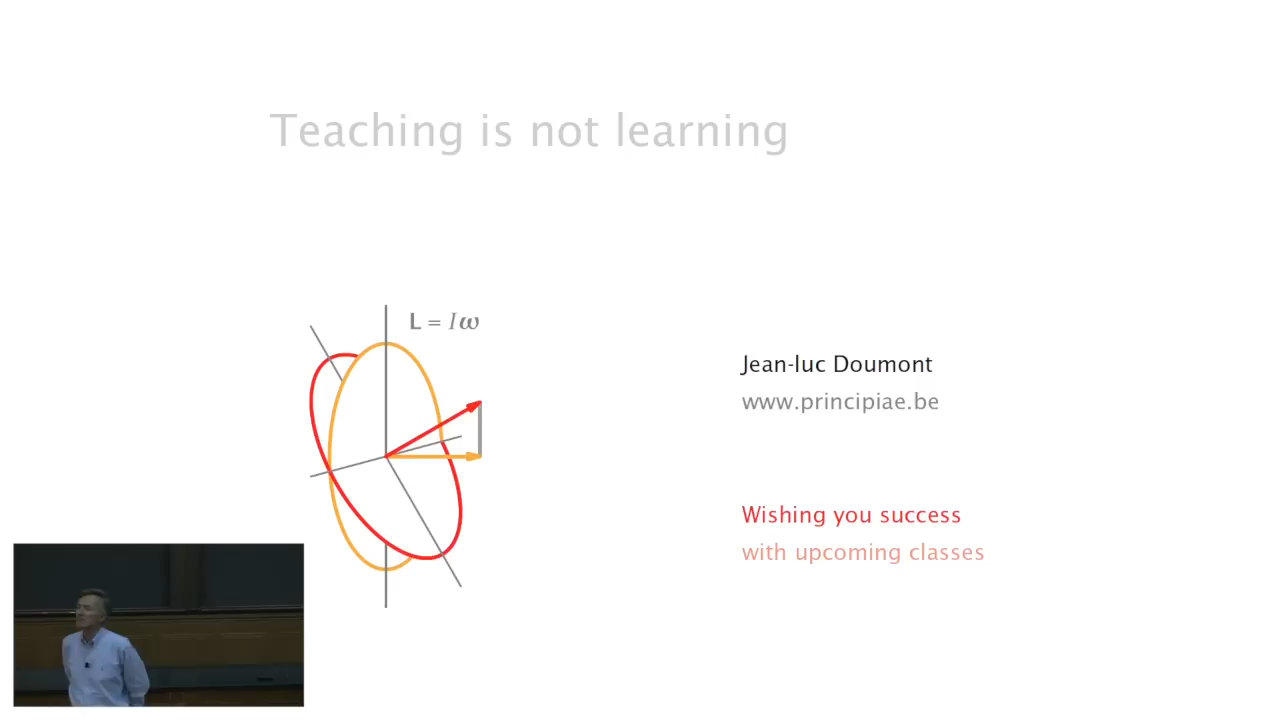 Teaching is not learning
L = Iω
Jean-luc Doumont
www.principiae.be
Wishing you success
with upcoming classes